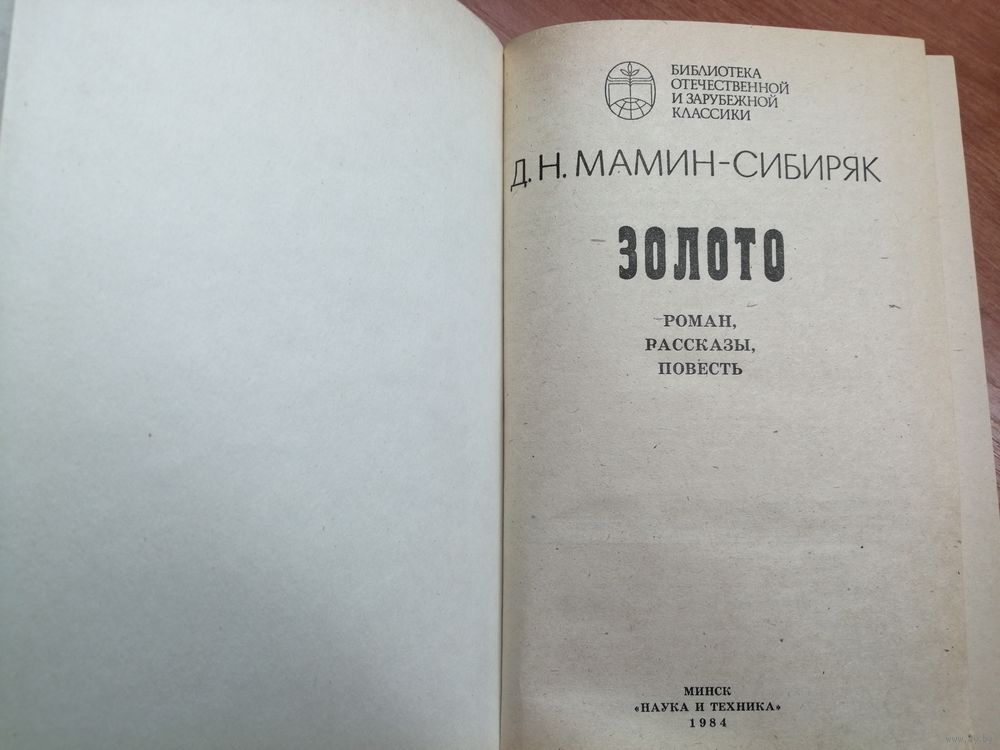 БИБЛИОТЕКА
ОТЕЧЕСТВЕННОЙ
И ЗАРУБЕЖНОЙ
КЛАССИКИ
Д. Н. МАМИН-СИБИРЯК
ЗОЛОТО
РОМАН,
РАССКАЗЫ,
ПОВЕСТЬ
МИНСК
«НАУКА И ТЕХНИКА»
1984